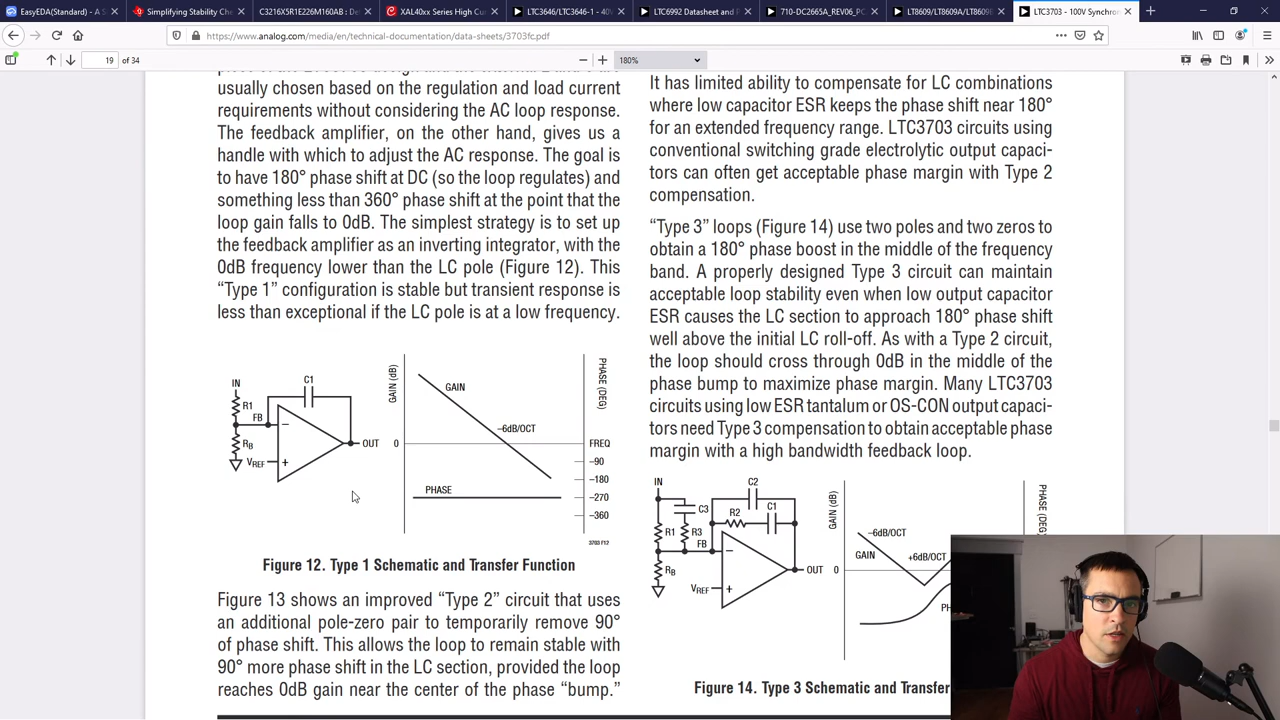 EasyEDA(Standard) - A S
Simplifying Stability Che
C3216X5R1E226M160AB : De
XAL40xx Series High Cur
LTC3646/LTC3646-1 - 40V
LTC6992 Datasheet and P
710-DC2665A_REV06_PC
LT8609/LT8609A/LT8609B
LTC3703 - 100V Synchron
https://www.analog.com/media/en/technical-documentation/data-sheets/3703fc.pdf
19 of 34
180%
usually chosen based on the regulation and load current
requirements without considering the AC loop response.
The feedback amplifier, on the other hand, gives us a
handle with which to adjust the AC response. The goal is
to have 180° phase shift at DC (so the loop regulates) and
something less than 360° phase shift at the point that the
loop gain falls to 0dB. The simplest strategy is to set up
the feedback amplifier as an inverting integrator, with the
0dB frequency lower than the LC pole (Figure 12). This
“Type 1” configuration is stable but transient response is
less than exceptional if the LC pole is at a low frequency.
IN
R1
FB
RB
VREF
C1
−
+
OUT
GAIN (dB)
PHASE (DEG)
GAIN
−6dB/OCT
0
FREQ
−90
−180
−270
−360
PHASE
3703 F12
Figure 12. Type 1 Schematic and Transfer Function
Figure 13 shows an improved “Type 2” circuit that uses
an additional pole-zero pair to temporarily remove 90°
of phase shift. This allows the loop to remain stable with
90° more phase shift in the LC section, provided the loop
reaches 0dB gain near the center of the phase “bump.”
It has limited ability to compensate for LC combinations
where low capacitor ESR keeps the phase shift near 180°
for an extended frequency range. LTC3703 circuits using
conventional switching grade electrolytic output capaci-
tors can often get acceptable phase margin with Type 2
compensation.
“Type 3” loops (Figure 14) use two poles and two zeros to
obtain a 180° phase boost in the middle of the frequency
band. A properly designed Type 3 circuit can maintain
acceptable loop stability even when low output capacitor
ESR causes the LC section to approach 180° phase shift
well above the initial LC roll-off. As with a Type 2 circuit,
the loop should cross through 0dB in the middle of the
phase bump to maximize phase margin. Many LTC3703
circuits using low ESR tantalum or OS-CON output capaci-
tors need Type 3 compensation to obtain acceptable phase
margin with a high bandwidth feedback loop.
IN
C2
C3
R2
C1
R1
R3
FB
RB
VREF
−
+
OUT
GAIN (dB)
PHASE (DEG)
−6dB/OCT
GAIN
+6dB/OCT
0
PH
Figure 14. Type 3 Schematic and Transfer